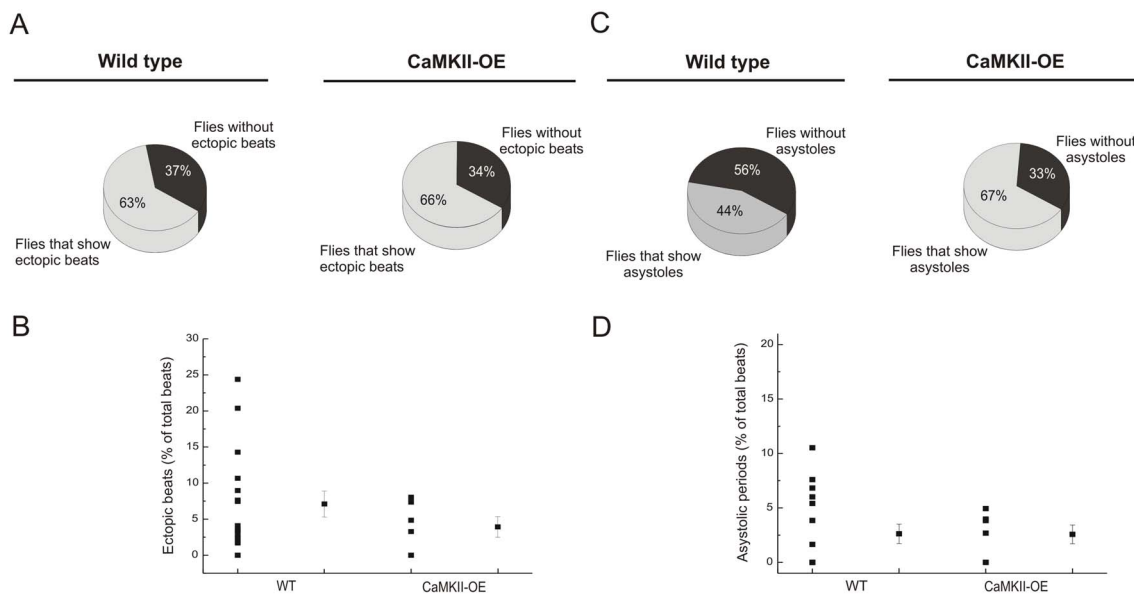 A
Wild type
CaMKII-OE
Flies without
ectopic beats
37%
63%
Flies that show
ectopic beats
Flies without
ectopic beats
34%
66%
Flies that show
ectopic beats
C
Wild type
CaMKII-OE
Flies without
asystoles
56%
44%
Flies that show
asystoles
Flies without
asystoles
33%
67%
Flies that show
asystoles
B
Ectopic beats (% of total beats)
30
25
20
15
10
5
0
WT
CaMKII-OE
D
Asystolic periods (% of total beats)
20
15
10
5
0
WT
CaMKII-OE